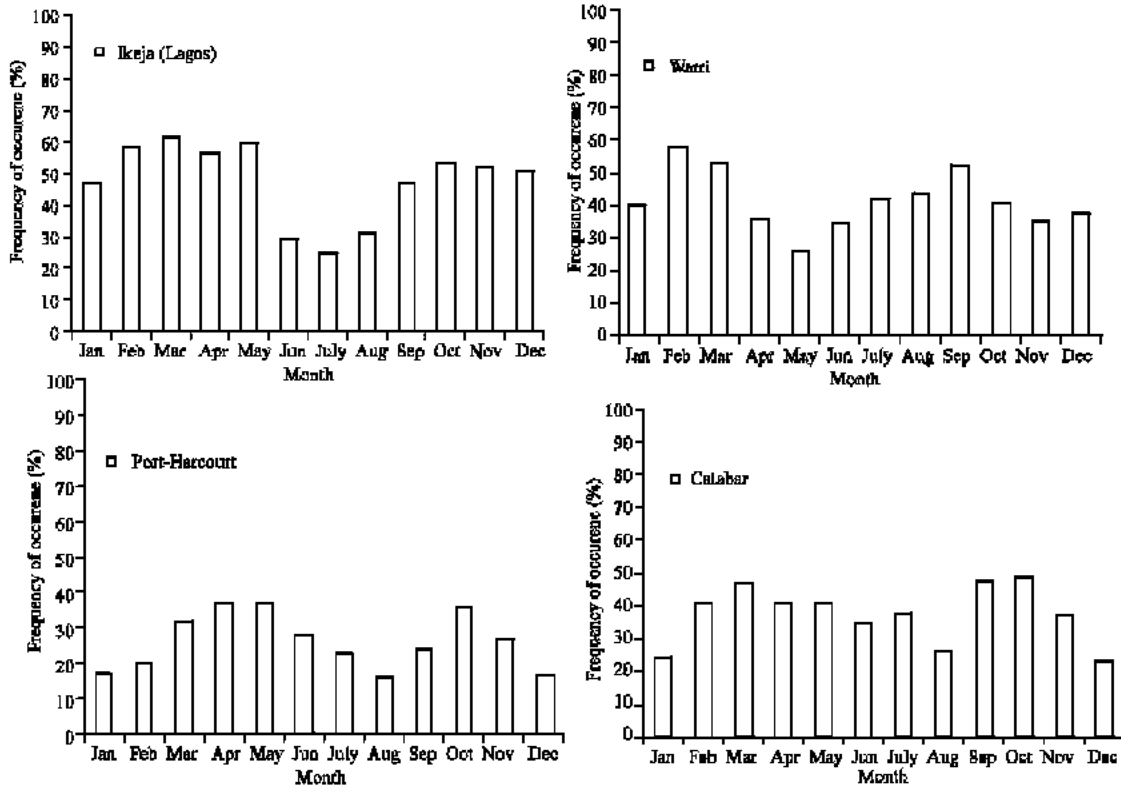 100
90
80
70
60
50
40
30
20
10
0
Frequency of occurene (%)
Ikeja (Lagos)
Jan Feb Mar Apr May Jun July Aug Sep Oct Nov Dec
Month
100
90
80
70
60
50
40
30
20
10
0
Frequency of occurene (%)
Warri
Jan Feb Mar Apr May Jun July Aug Sep Oct Nov Dec
Month
100
90
80
70
60
50
40
30
20
10
0
Frequency of occurene (%)
Port-Harcourt
Jan Feb Mar Apr May Jun July Aug Sep Oct Nov Dec
Month
100
90
80
70
60
50
40
30
20
10
0
Frequency of occurenc (%)
Calabar
Jan Feb Mar Apr May Jun July Aug Sep Oct Nov Dec
Month